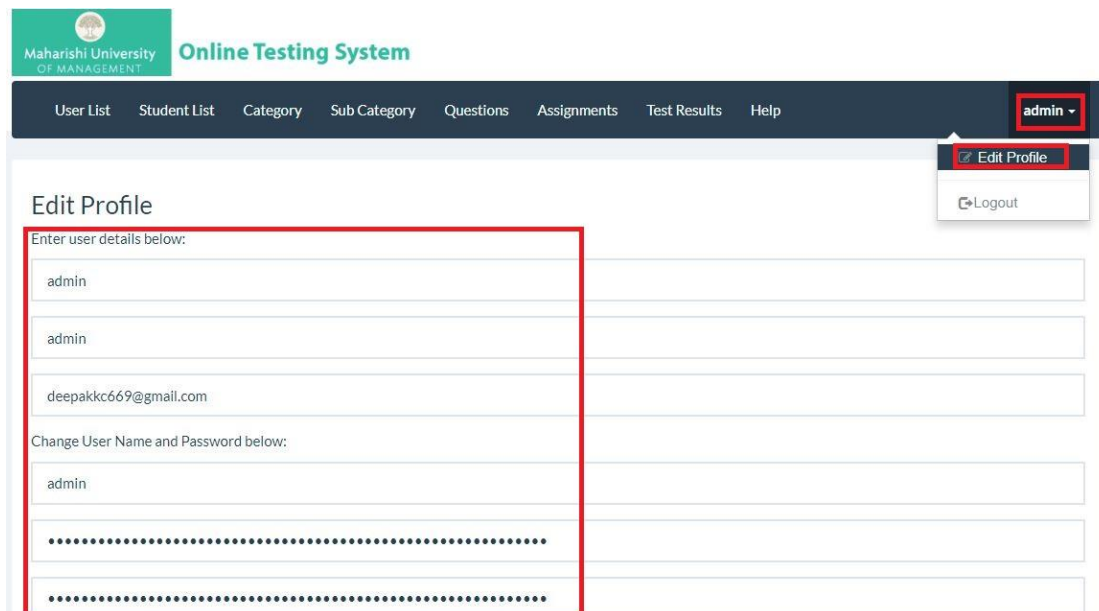 Maharishi University
OF MANAGEMENT
Online Testing System
User List Student List Category Sub Category Questions Assignments Test Results Help admin
Edit Profile
Logout
Edit Profile
Enter user details below:
admin
admin
deepakkc669@gmail.com
Change User Name and Password below:
admin